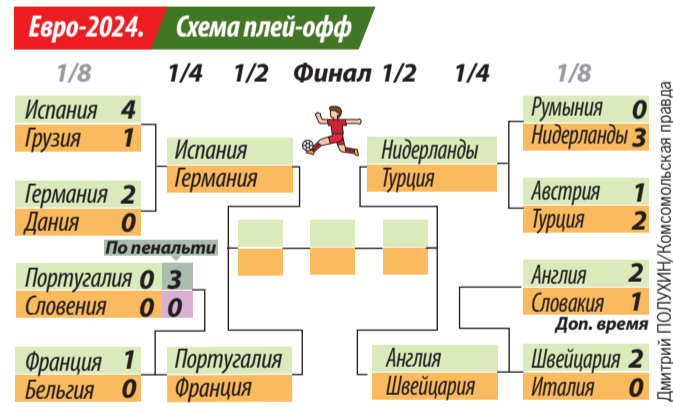 Евро-2024. Схема плей-офф
1/8 1/4 1/2 Финал 1/2 1/4 1/8
Испания 4
Грузия 1
Испания
Германия
Германия 2
Дания 0
По пенальти
Португалия 0 3
Словения 0 0
Франция 1
Бельгия 0
Португалия
Франция
Нидерланды
Турция
Румыния 0
Нидерланды 3
Австрия 1
Турция 2
Англия 2
Словакия 1
Доп. время
Англия
Швейцария
Швейцария 2
Италия 0
Дмитрий ПОЛУХИН/Комсомольская правда